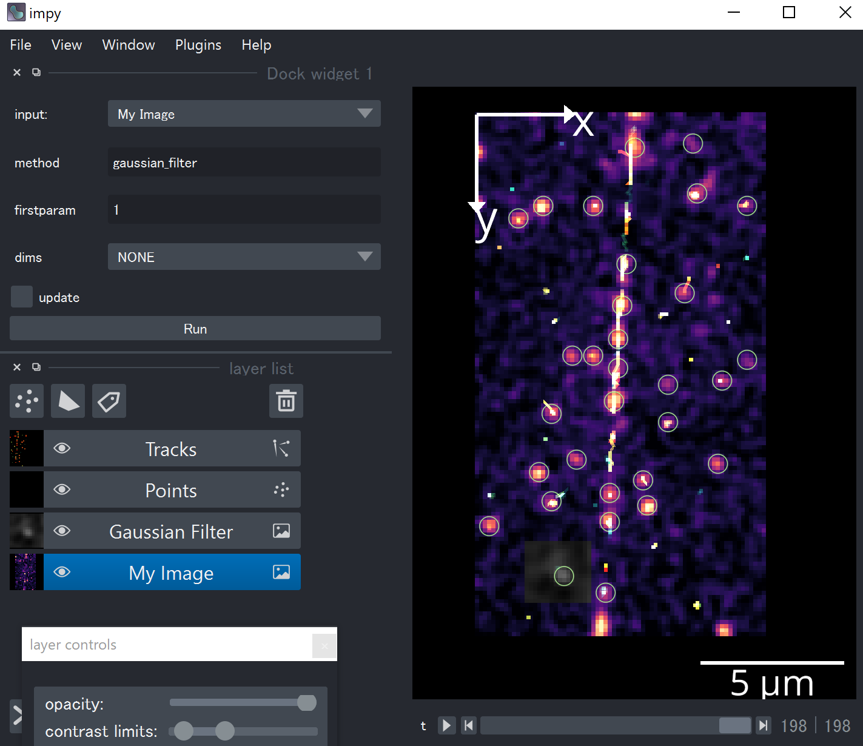 impy
File View Window Plugins Help
Dock widget 1
input: My Image
method gaussian_filter
firstparam 1
dims NONE
update
Run
layer list
Tracks
Points
Gaussian Filter
My Image
layer controls
opacity:
contrast limits:
x
y
5 μm
t 198 | 198